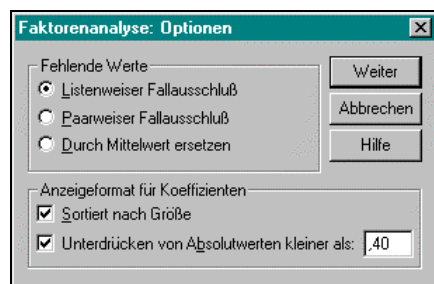 Faktorenanalyse: Optionen
Fehlende Werte
Listenweiser Fallausschluß
Paarweiser Fallausschluß
Durch Mittelwert ersetzen
Weiter
Abbrechen
Hilfe
Anzeigeformat für Koeffizienten
Sortiert nach Größe
Unterdrücken von Absolutwerten kleiner als: ,40